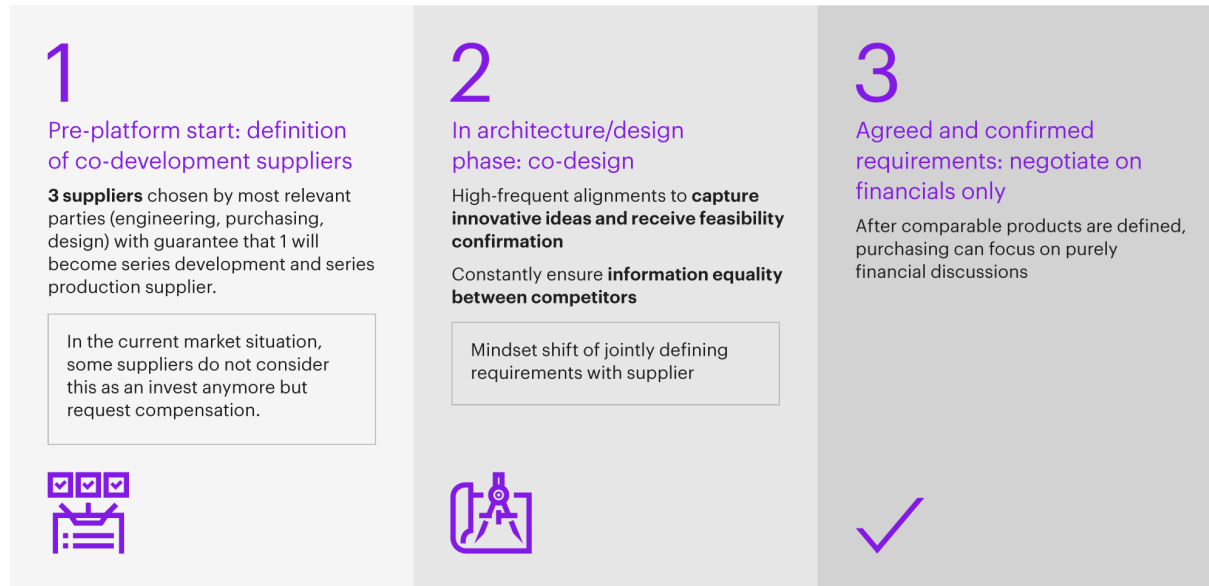 1
Pre-platform start: definition
of co-development suppliers
3 suppliers chosen by most relevant
parties (engineering, purchasing,
design) with guarantee that 1 will
become series development and series
production supplier.
In the current market situation,
some suppliers do not consider
this as an invest anymore but
request compensation.
2
In architecture/design
phase: co-design
High-frequent alignments to capture
innovative ideas and receive feasibility
confirmation
Constantly ensure information equality
between competitors
Mindset shift of jointly defining
requirements with supplier
3
Agreed and confirmed
requirements: negotiate on
financials only
After comparable products are defined,
purchasing can focus on purely
financial discussions